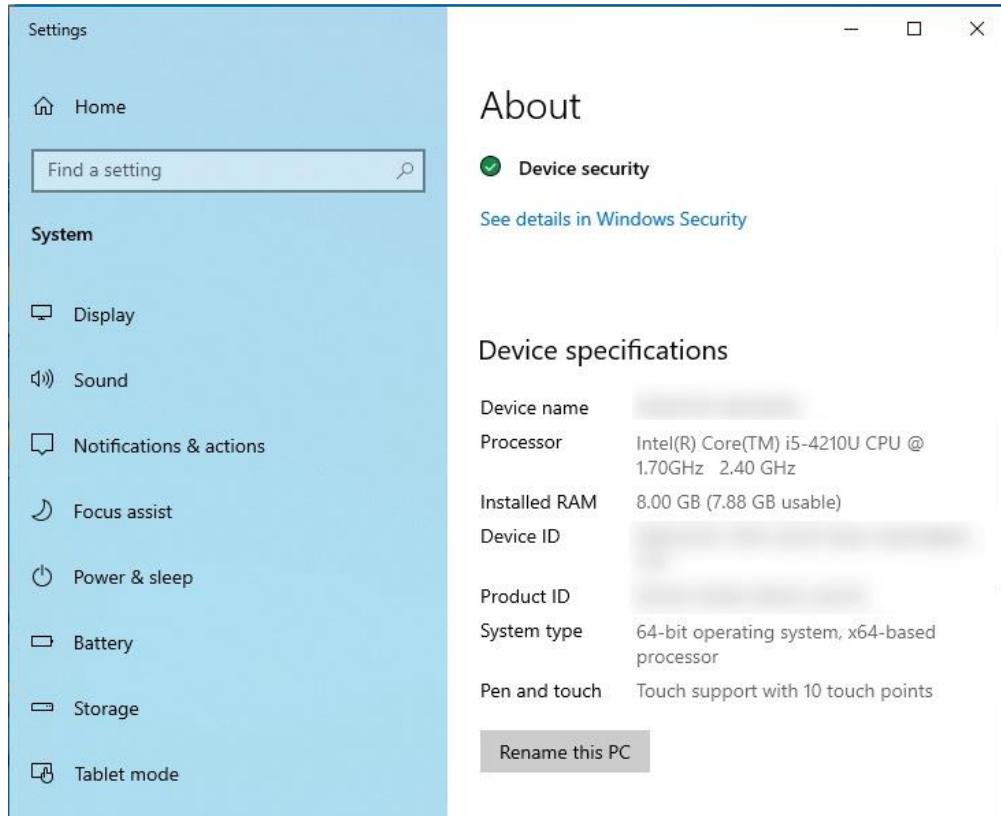 Settings
Home
Find a setting
System
Display
Sound
Notifications & actions
Focus assist
Power & sleep
Battery
Storage
Tablet mode
About
Device security
See details in Windows Security
Device specifications
Device name
Processor Intel(R) Core(TM) i5-4210U CPU @
1.70GHz 2.40 GHz
Installed RAM 8.00 GB (7.88 GB usable)
Device ID
Product ID
System type 64-bit operating system, x64-based
processor
Pen and touch Touch support with 10 touch points
Rename this PC